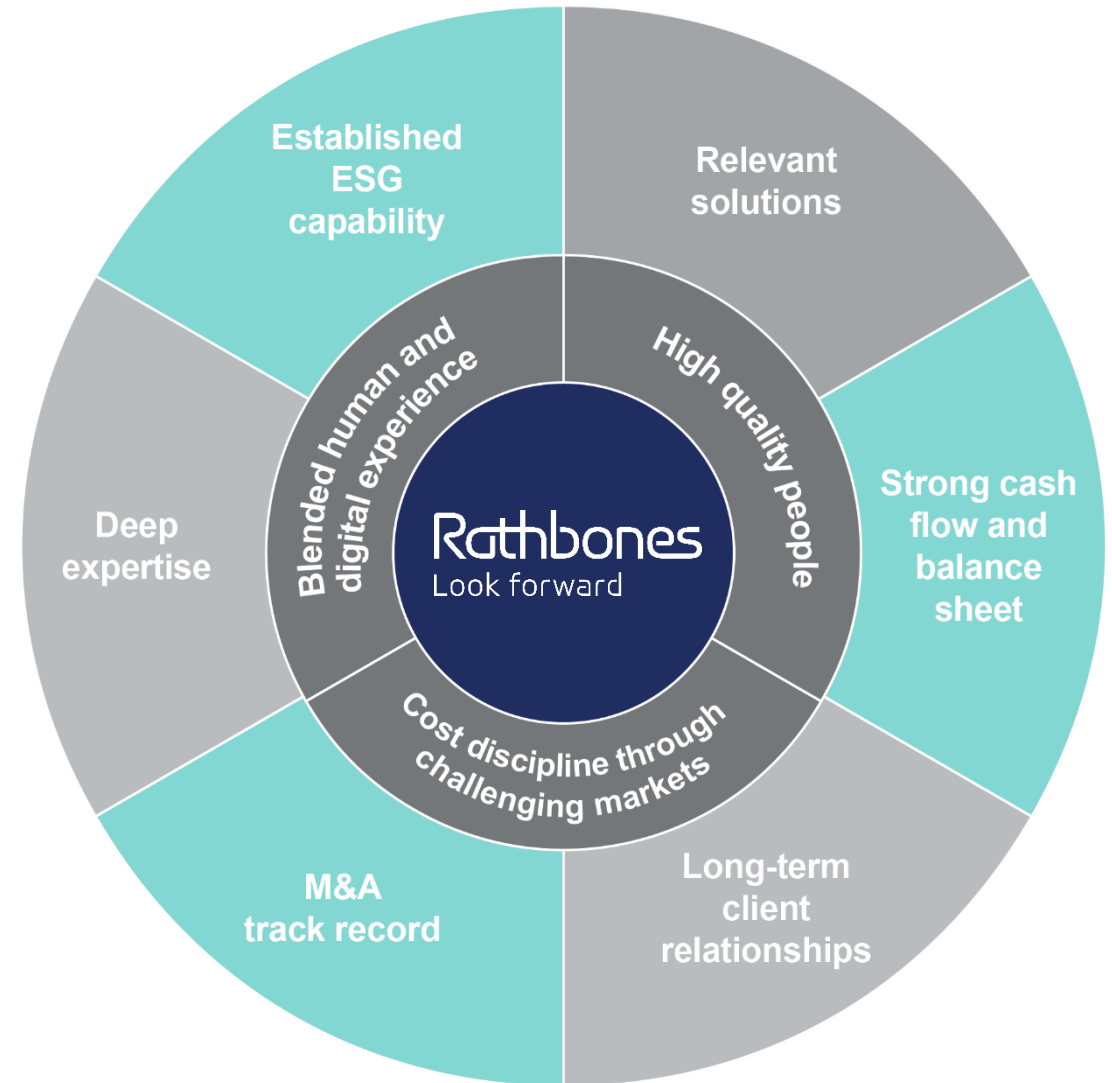 Established
ESG
capability
Relevant
solutions
Strong cash
flow and
balance
sheet
Long-term
client
relationships
M&A
track record
Deep
expertise
Blended human and
digital experience
High quality people
Cost discipline through
challenging markets
Rathbones
Look forward